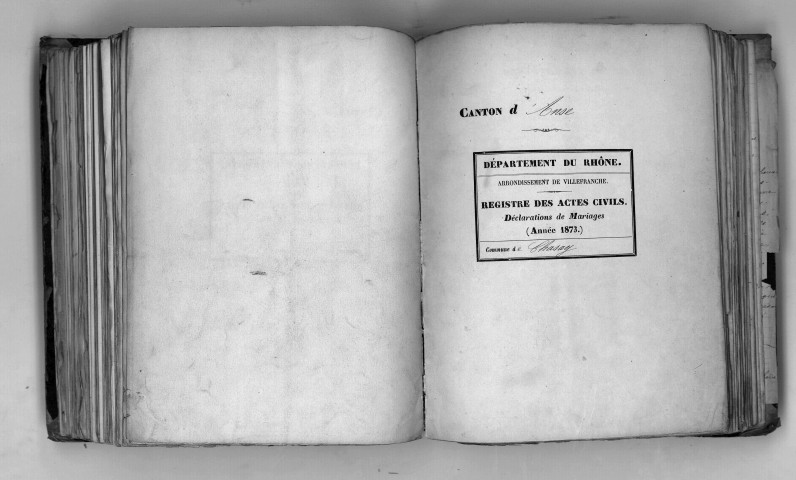 CANTON d'Anse
DÉPARTEMENT DU RHÔNE.
ARRONDISSEMENT DE VILLEFRANCHE.
REGISTRE DES ACTES CIVILS.
Déclarations de Mariages
(Année 1873.)
COMMUNE de Chasay